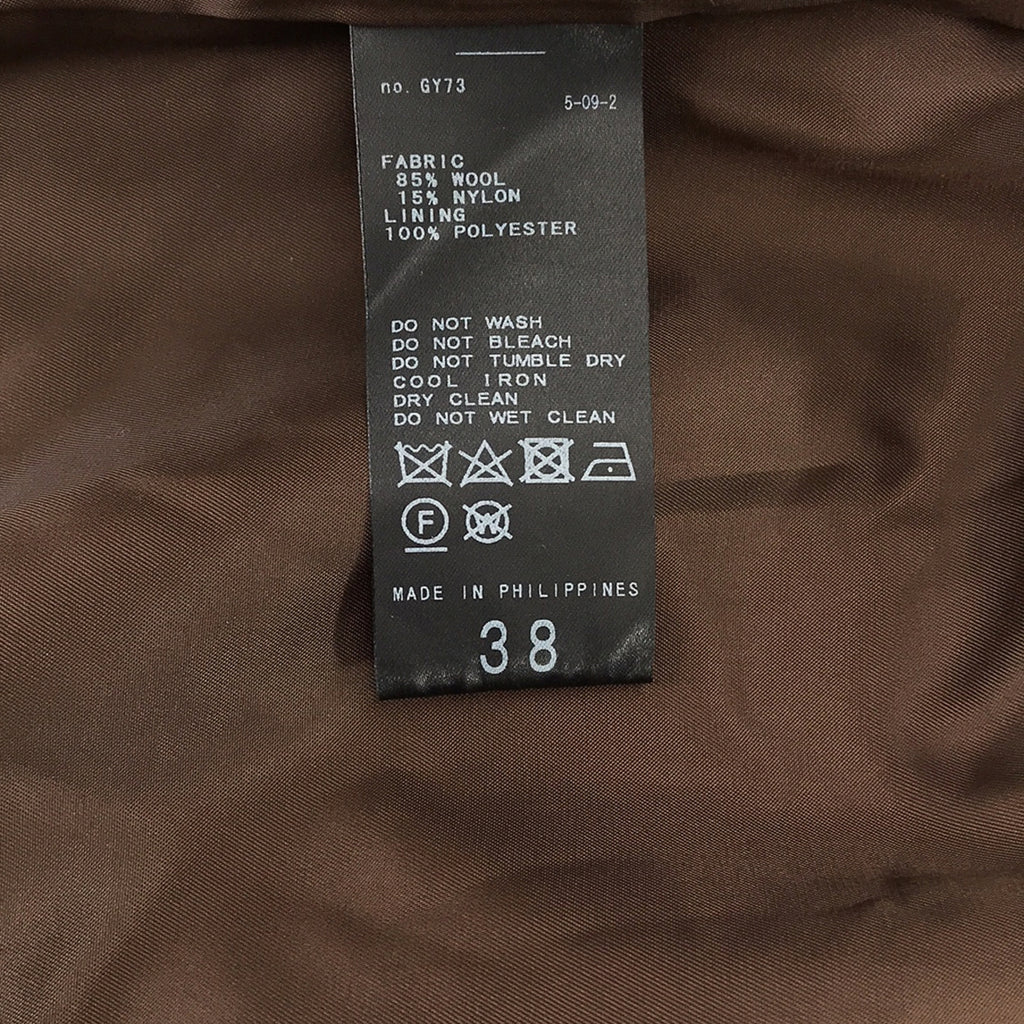 no. GY73
5-09-2
FABRIC
85% WOOL
15% NYLON
LINING
100% POLYESTER
DO NOT WASH
DO NOT BLEACH
DO NOT TUMBLE DRY
COOL IRON
DRY CLEAN
DO NOT WET CLEAN
F W
MADE IN PHILIPPINES
38